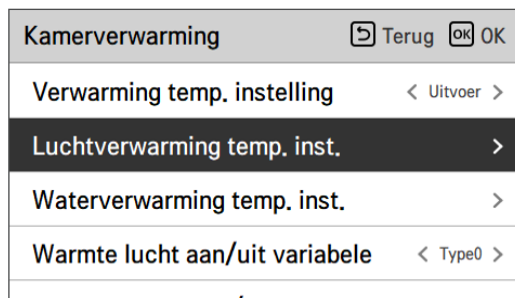 Kamerverwarming Terug OK OK
Verwarming temp. instelling < Uitvoer >
Luchtverwarming temp. inst. >
Waterverwarming temp. inst. >
Warmte lucht aan/uit variabele < Type0 >